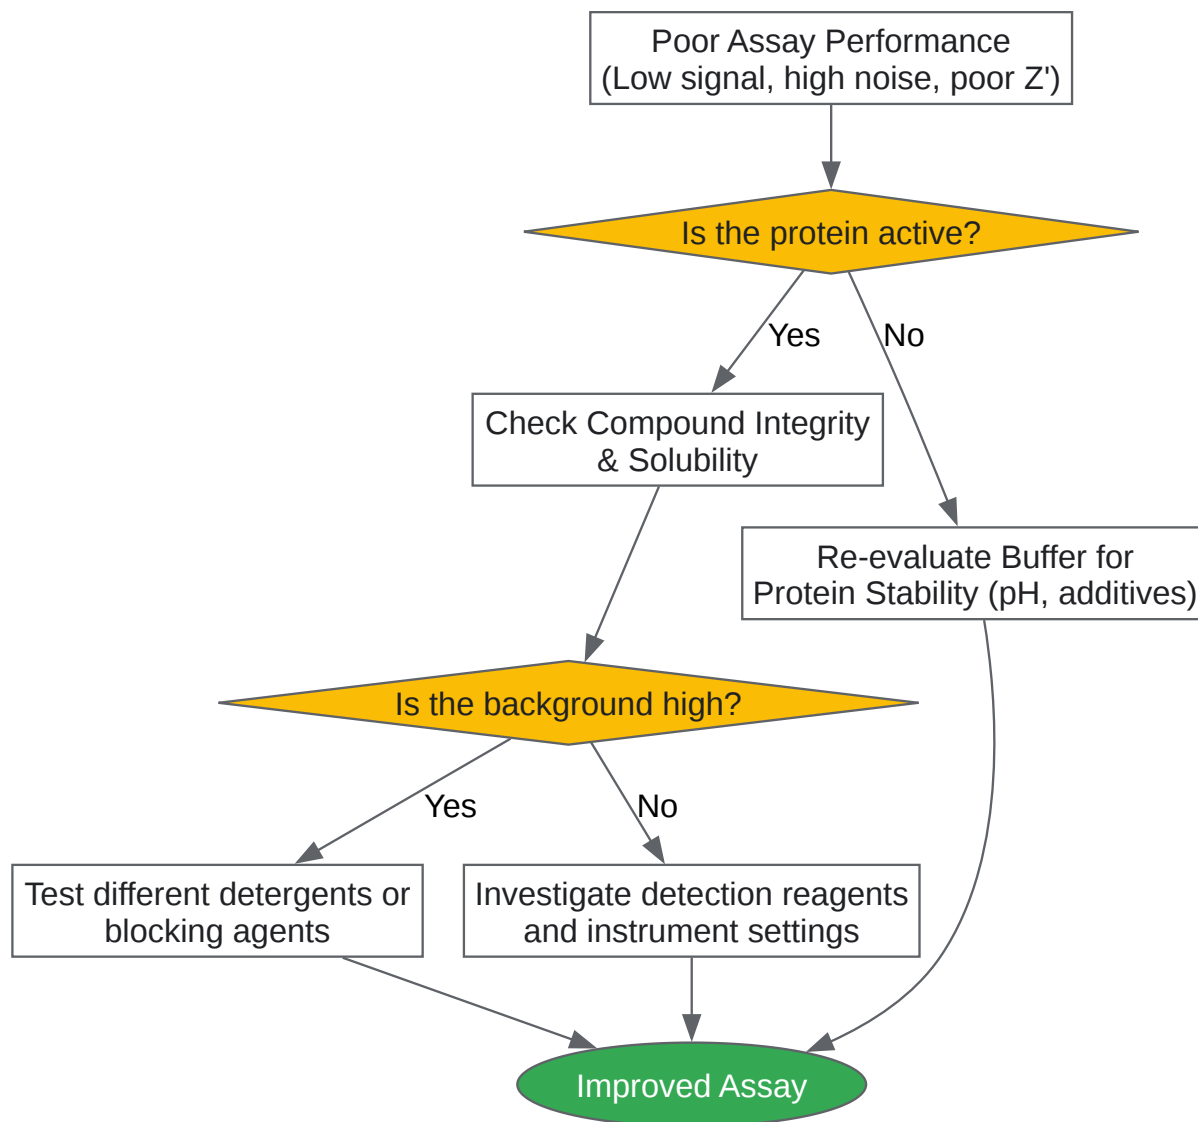 Poor Assay Performance
(Low signal, high noise, poor Z')
Is the protein active?
Yes
No
Check Compound Integrity
& Solubility
Re-evaluate Buffer for
Protein Stability (pH, additives)
Is the background high?
Yes
No
Test different detergents or
blocking agents
Investigate detection reagents
and instrument settings
Improved Assay